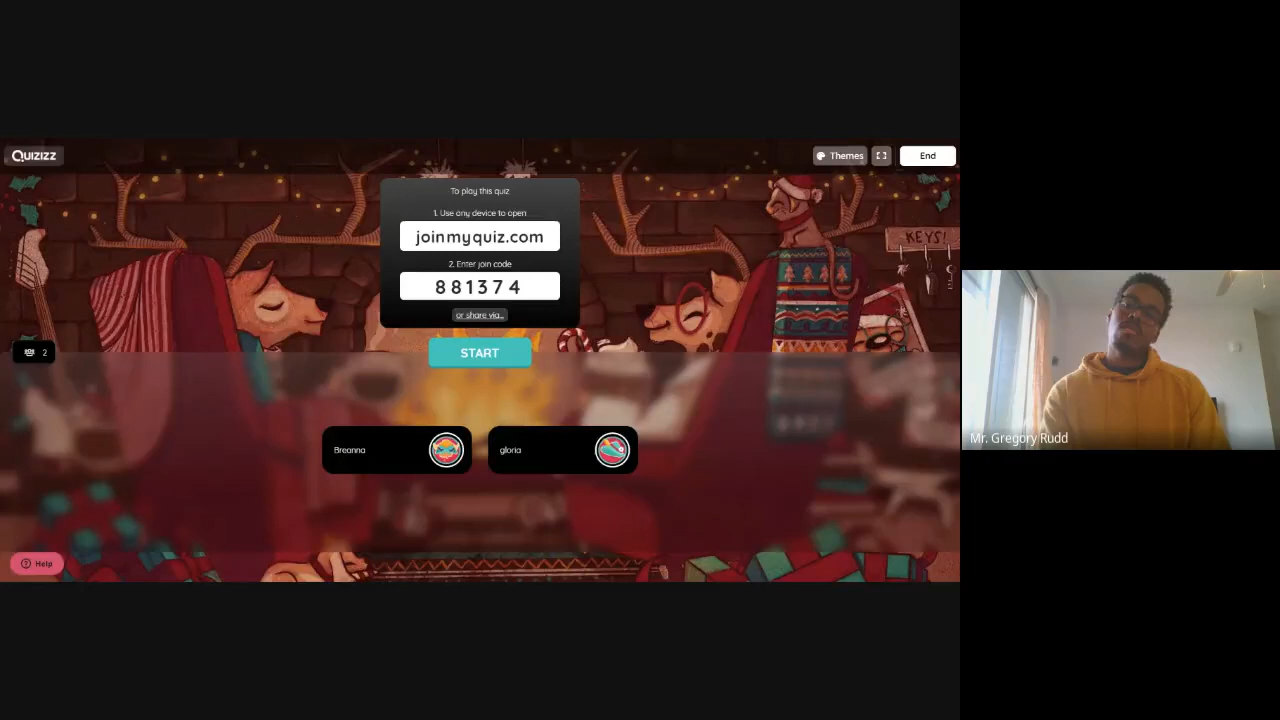 Quizizz
Themes
End
To play this quiz
1. Use any device to open
joinmyquiz.com
2. Enter join code
881374
or share via...
KEYS!
2
START
Breanna
gloria
Mr. Gregory Rudd
Help